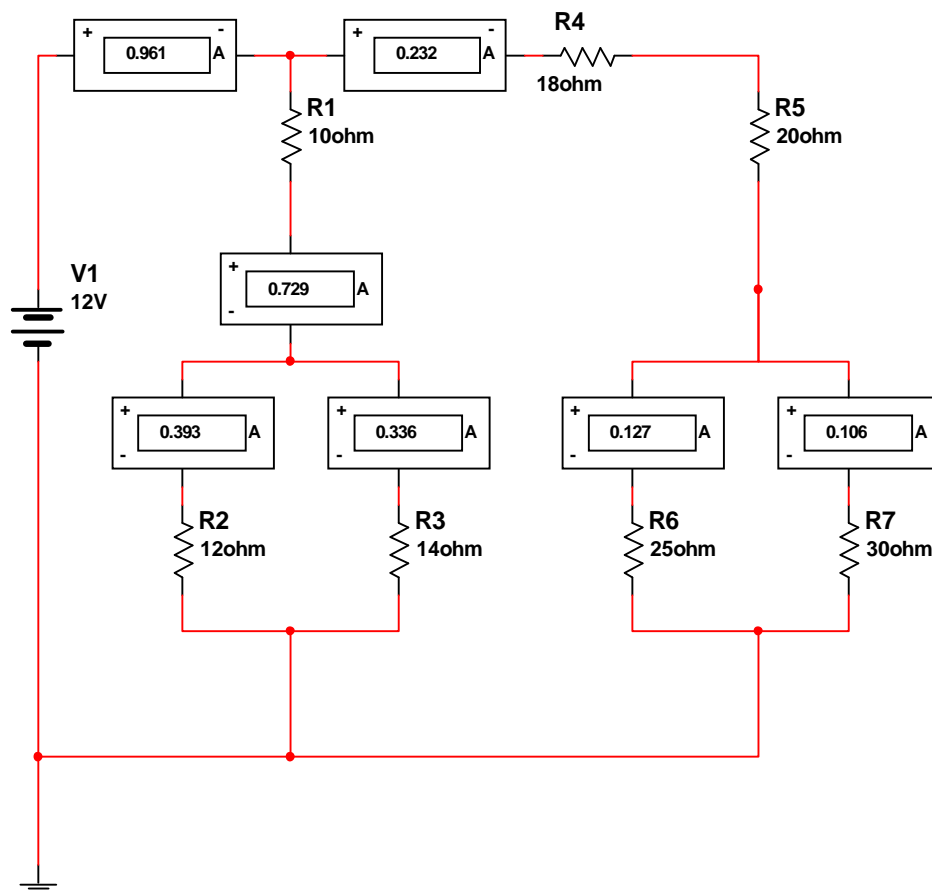 R4
+ 0.961 - A
+ 0.232 - A
18ohm
R1
10ohm
R5
20ohm
V1
12V
+
0.729 A
-
+
0.393 A
-
+
0.336 A
-
+
0.127 A
-
+
0.106 A
-
R2
12ohm
R3
14ohm
R6
25ohm
R7
30ohm